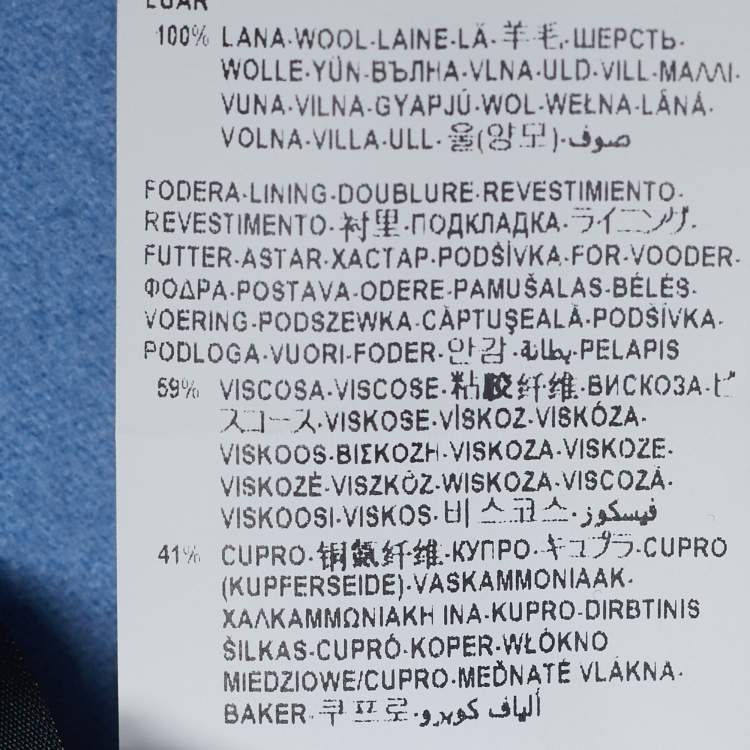 LUAR
100% LANA·WOOL·LAINE·LÃ·羊毛·ШЕРСТЬ·
WOLLE·YÜN·ВЪЛНА·VLNA·ULD·VILL·ΜΑΛΛΙ·
VUNA·VILNA·GYAPJÚ·WOL·WEŁNA·LÂNĂ·
VOLNA·VILLA·ULL·울(양모)·صوف
FODERA·LINING·DOUBLURE·REVESTIMIENTO·
REVESTIMENTO·衬里·ПОДКЛАДКА·ライニング·
FUTTER·ASTAR·ХАСТАР·PODŠÍVKA·FOR·VOODER·
ΦΟΔΡΑ·POSTAVA·ODERE·PAMUŠALAS·BÉLÉS·
VOERING·PODSZEWKA·CĂPTUŞEALĂ·PODŠÍVKA·
PODLOGA·VUORI·FODER·안감·بطانة·PELAPIS
59% VISCOSA·VISCOSE·粘胶纤维·ВИСКОЗА·ビ
スコース·VISKOSE·VİSKOZ·VISKÓZA·
VISKOOS·ΒΙΣΚΟΖΗ·VISKOZA·VISKOZE·
VISKOZĖ·VISZKÓZ·WISKOZA·VISCOZĂ·
VISKOOSI·VISKOS·비스코스·فيسكوز
41% CUPRO·铜氨纤维·КУПРО·キュプラ·CUPRO
(KUPFERSEIDE)·VASKAMMONIAAK·
ΧΑΛΚΑΜΜΩΝΙΑΚΗ ΙΝΑ·KUPRO·DIRBTINIS
ŠILKAS·CUPRÓ·KOPER·WŁÓKNO
MIEDZIOWE/CUPRO·MEĎNATÉ VLÁKNA·
BAKER·쿠프로·ألياف كوبرو